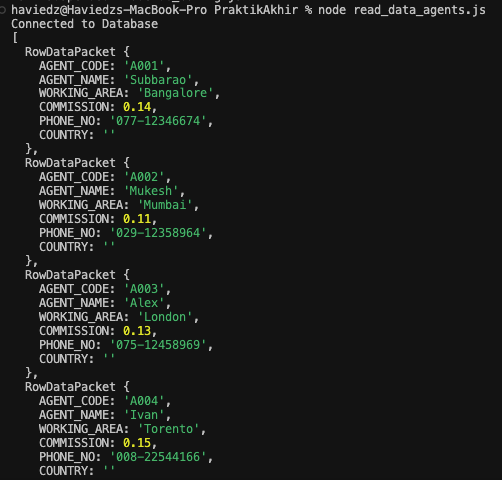 haviedz@Haviedzs-MacBook-Pro PraktikAkhir % node read_data_agents.js
Connected to Database
[
  RowDataPacket {
    AGENT_CODE: 'A001',
    AGENT_NAME: 'Subbarao',
    WORKING_AREA: 'Bangalore',
    COMMISSION: 0.14,
    PHONE_NO: '077-12346674',
    COUNTRY: ''
  },
  RowDataPacket {
    AGENT_CODE: 'A002',
    AGENT_NAME: 'Mukesh',
    WORKING_AREA: 'Mumbai',
    COMMISSION: 0.11,
    PHONE_NO: '029-12358964',
    COUNTRY: ''
  },
  RowDataPacket {
    AGENT_CODE: 'A003',
    AGENT_NAME: 'Alex',
    WORKING_AREA: 'London',
    COMMISSION: 0.13,
    PHONE_NO: '075-12458969',
    COUNTRY: ''
  },
  RowDataPacket {
    AGENT_CODE: 'A004',
    AGENT_NAME: 'Ivan',
    WORKING_AREA: 'Torento',
    COMMISSION: 0.15,
    PHONE_NO: '008-22544166',
    COUNTRY: ''